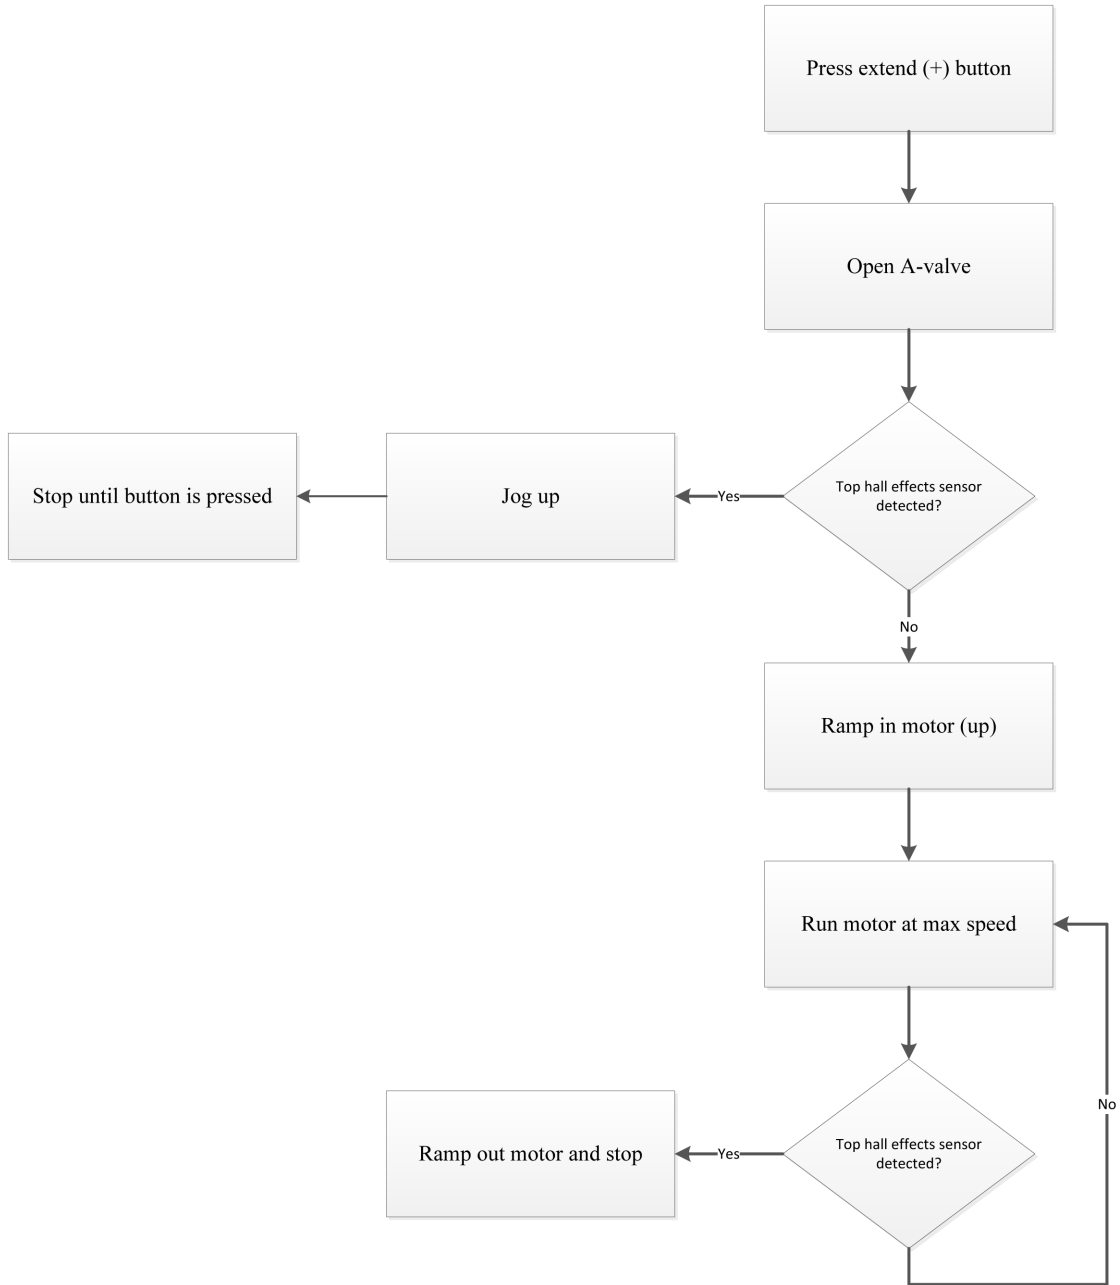 Press extend (+) button
Open A-valve
Stop until button is pressed
Jog up
Yes
Top hall effects sensor
detected?
No
Ramp in motor (up)
Run motor at max speed
No
Ramp out motor and stop
Yes
Top hall effects sensor
detected?